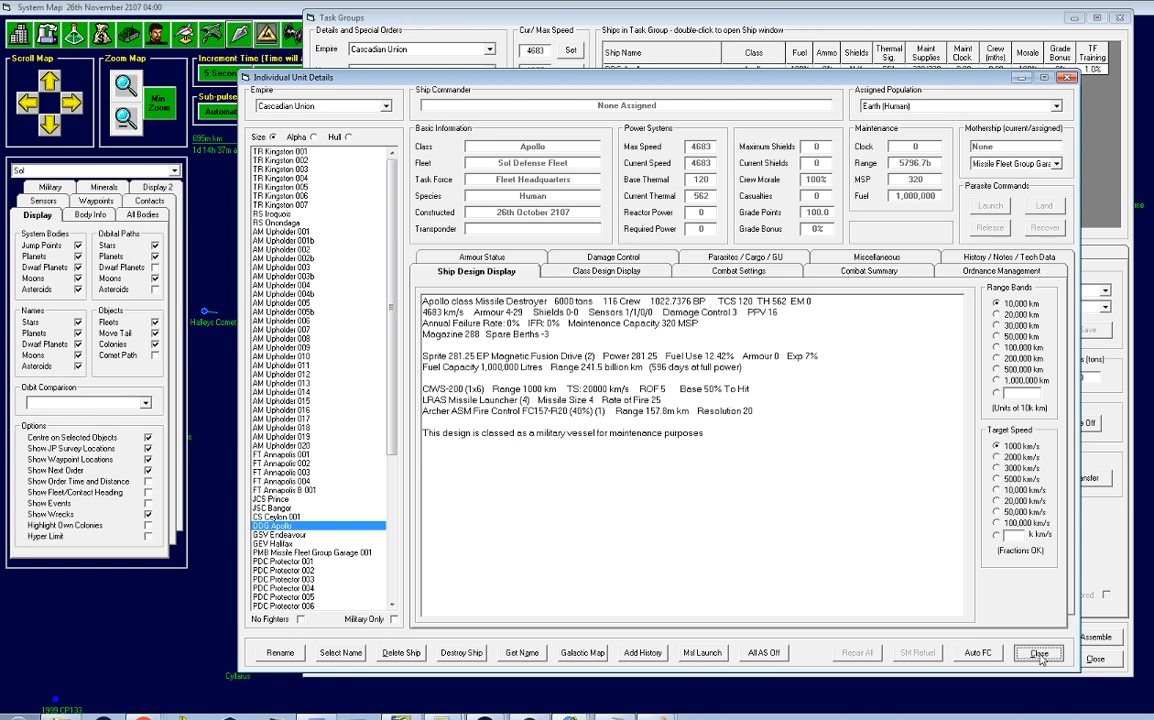 System Map 26th November 2107 04:00
Scroll Map
Zoom Map
Min
Zoom
Increment Time (Time will
5 Secon
Sub-pulse
Automat
695m km
1d 14h 37m a
Sol
Military
Minerals
Display 2
Sensors
Waypoints
Contacts
Display
Body Info
All Bodies
System Bodies
Orbital Paths
Jump Points
Stars
Planets
Planets
Dwarf Planets
Dwarf Planets
Moons
Moons
Asteroids
Asteroids
Names
Objects
Stars
Fleets
Planets
Move Tail
Dwarf Planets
Colonies
Moons
Comet Path
Asteroids
Orbit Comparison
Options
Centre on Selected Objects
Show JP Survey Locations
Show Waypoint Locations
Show Next Order
Show Order Time and Distance
Show Fleet/Contact Heading
Show Events
Show Wrecks
Highlight Own Colonies
Hyper Limit
Halleys Comet
Cyllarus
1999 CP133
Task Groups
Details and Special Orders
Empire
Cascadian Union
Cur/ Max Speed
4683
Set
Ships in Task Group - double-click to open Ship window
Ship Name
Class
Fuel
Ammo
Shields
Thermal Sig.
Maint Supplies
Maint Clock
Crew (mths)
Morale
Grade Bonus
TF Training
1.0%
Individual Unit Details
Empire
Cascadian Union
Ship Commander
None Assigned
Assigned Population
Earth (Human)
Size
Alpha
Hull
TR Kingston 001
TR Kingston 002
TR Kingston 003
TR Kingston 004
TR Kingston 005
TR Kingston 006
TR Kingston 007
RS Iroquois
RS Onondaga
AM Upholder 001
AM Upholder 001b
AM Upholder 002
AM Upholder 002b
AM Upholder 003
AM Upholder 003b
AM Upholder 004
AM Upholder 004b
AM Upholder 005
AM Upholder 005b
AM Upholder 006
AM Upholder 007
AM Upholder 008
AM Upholder 009
AM Upholder 010
AM Upholder 011
AM Upholder 012
AM Upholder 013
AM Upholder 014
AM Upholder 015
AM Upholder 016
AM Upholder 017
AM Upholder 018
AM Upholder 019
AM Upholder 020
FT Annapolis 001
FT Annapolis 002
FT Annapolis 003
FT Annapolis 004
FT Annapolis B 001
JCS Prince
JSC Bangor
CS Ceylon 001
DDG Apollo
GSV Endeavour
GEV Halifax
PMB Missile Fleet Group Garage 001
PDC Protector 001
PDC Protector 002
PDC Protector 003
PDC Protector 004
PDC Protector 005
PDC Protector 006
No Fighters
Military Only
Basic Information
Class
Apollo
Fleet
Sol Defense Fleet
Task Force
Fleet Headquarters
Species
Human
Constructed
26th October 2107
Transponder
Power Systems
Max Speed
4683
Current Speed
4683
Base Thermal
120
Current Thermal
562
Reactor Power
0
Required Power
0
Maximum Shields
0
Current Shields
0
Crew Morale
100%
Casualties
0
Grade Points
100.0
Grade Bonus
0%
Maintenance
Clock
0
Range
5796.7b
MSP
320
Fuel
1,000,000
Mothership (current/assigned)
None
Missile Fleet Group Gara
Parasite Commands
Launch
Land
Release
Recover
Armour Status
Damage Control
Parasites / Cargo / GU
Miscellaneous
History / Notes / Tech Data
Ship Design Display
Class Design Display
Combat Settings
Combat Summary
Ordnance Management
Apollo class Missile Destroyer 6000 tons 116 Crew 1022.7376 BP TCS 120 TH 562 EM 0
4683 km/s Armour 4-29 Shields 0-0 Sensors 1/1/0/0 Damage Control 3 PPV 16
Annual Failure Rate: 0% IFR: 0% Maintenance Capacity 320 MSP
Magazine 288 Spare Berths -3
Sprite 281.25 EP Magnetic Fusion Drive (2) Power 281.25 Fuel Use 12.42% Armour 0 Exp 7%
Fuel Capacity 1,000,000 Litres Range 241.5 billion km (596 days at full power)
CIWS-200 (1x6) Range 1000 km TS: 20000 km/s ROF 5 Base 50% To Hit
LRAS Missile Launcher (4) Missile Size 4 Rate of Fire 25
Archer ASM Fire Control FC157-R20 (40%) (1) Range 157.8m km Resolution 20
This design is classed as a military vessel for maintenance purposes
Range Bands
10,000 km
20,000 km
30,000 km
50,000 km
100,000 km
200,000 km
500,000 km
1,000,000 km
(Units of 10k km)
Target Speed
1000 km/s
2000 km/s
3000 km/s
5000 km/s
10,000 km/s
20,000 km/s
50,000 km/s
100,000 km/s
k km/s
(Fractions OK)
Rename
Select Name
Delete Ship
Destroy Ship
Get Name
Galactic Map
Add History
Msl Launch
All AS Off
Repair All
SM Refuel
Auto FC
Close
Assemble
Close